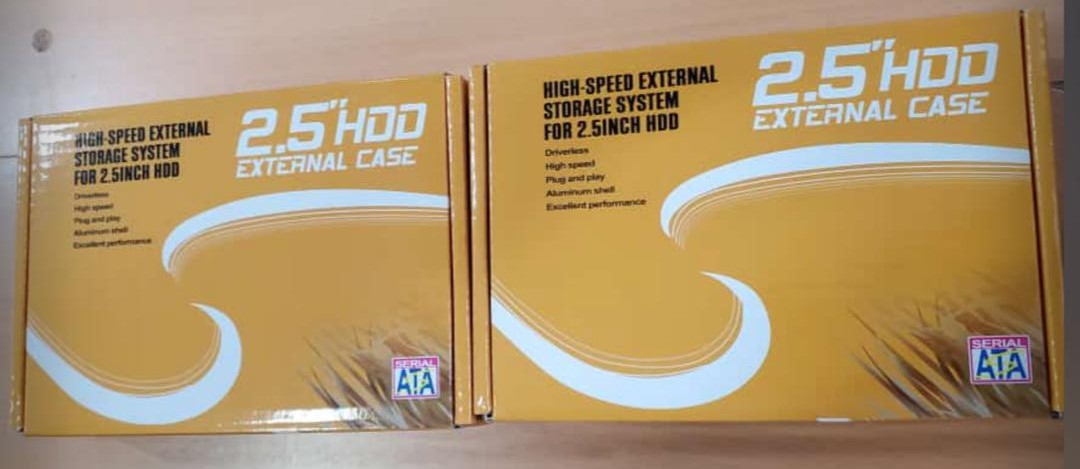 HIGH-SPEED EXTERNAL
STORAGE SYSTEM
FOR 2.5INCH HDD
Driverless
High speed
Plug and play
Aluminum shell
Excellent performance
2.5" HDD
EXTERNAL CASE
SERIAL
ATA
HIGH-SPEED EXTERNAL
STORAGE SYSTEM
FOR 2.5INCH HDD
Driverless
High speed
Plug and play
Aluminum shell
Excellent performance
2.5" HDD
EXTERNAL CASE
SERIAL
ATA